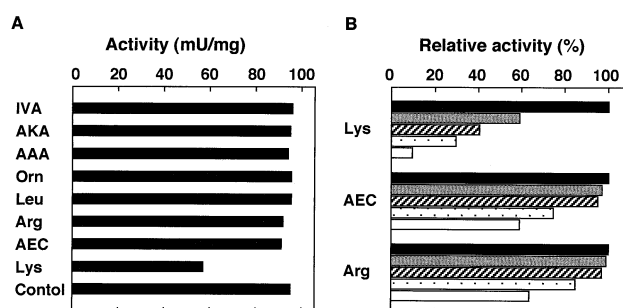 A
Activity (mU/mg)
0 20 40 60 80 100
IVA
AKA
AAA
Orn
Leu
Arg
AEC
Lys
Contol
B
Relative activity (%)
0 20 40 60 80 100
Lys
AEC
Arg